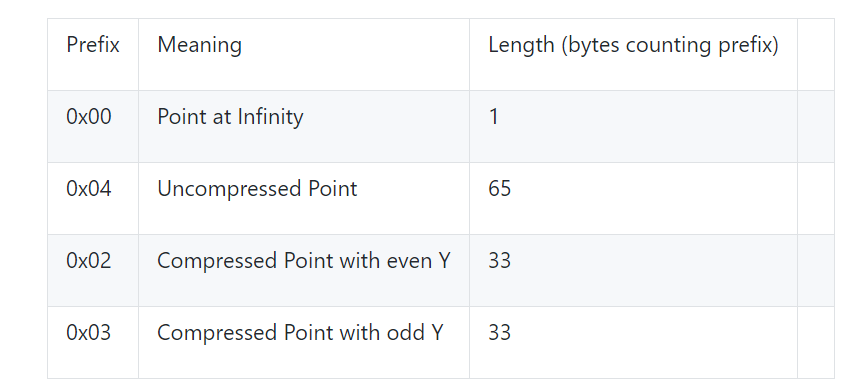 Prefix Meaning Length (bytes counting prefix)
0x00 Point at Infinity 1
0x04 Uncompressed Point 65
0x02 Compressed Point with even Y 33
0x03 Compressed Point with odd Y 33